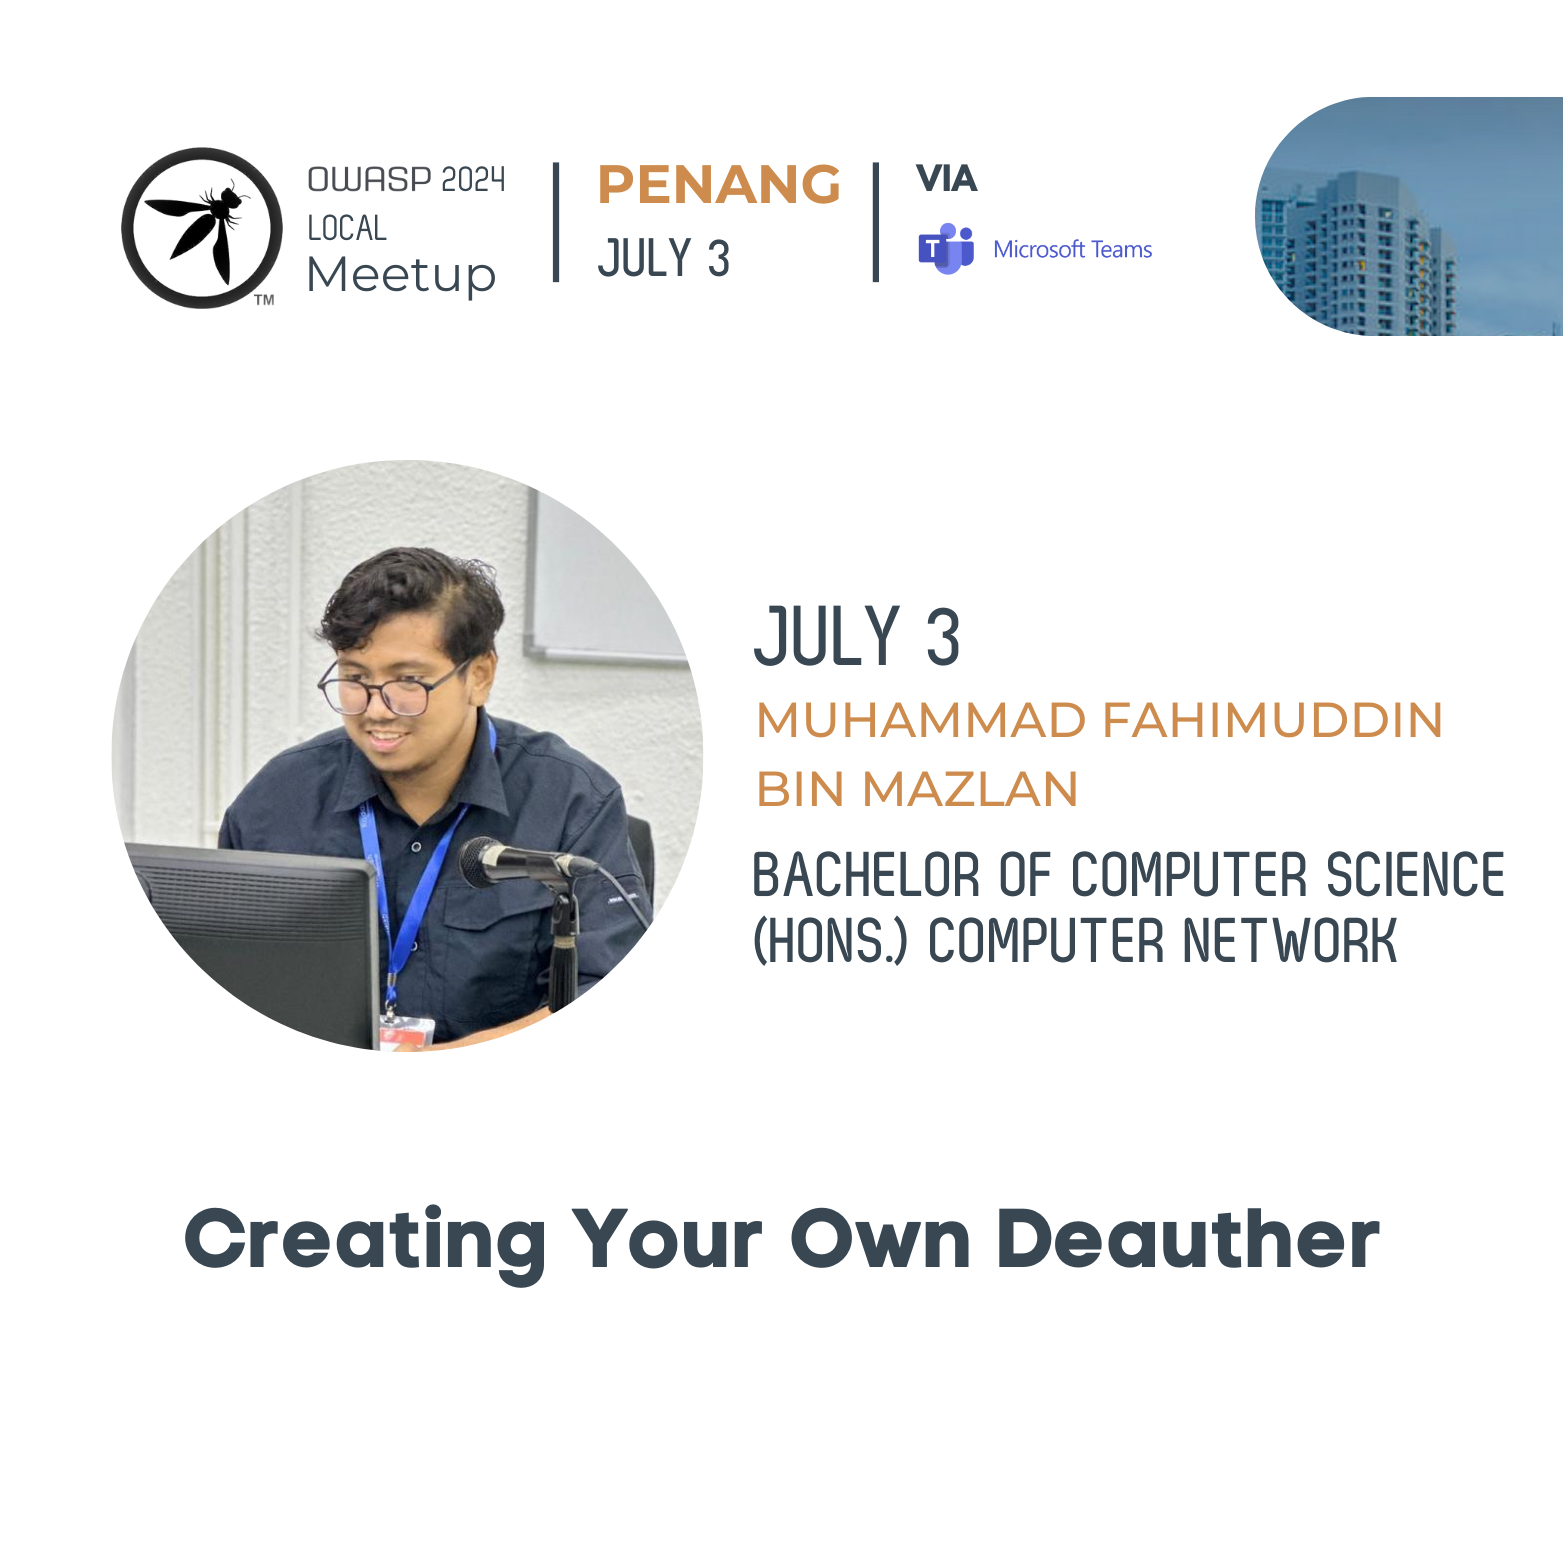 OWASP 2024
LOCAL
Meetup
TM
PENANG
JULY 3
VIA
T
Microsoft Teams
JULY 3
MUHAMMAD FAHIMUDDIN
BIN MAZLAN
BACHELOR OF COMPUTER SCIENCE
(HONS.) COMPUTER NETWORK
Creating Your Own Deauther